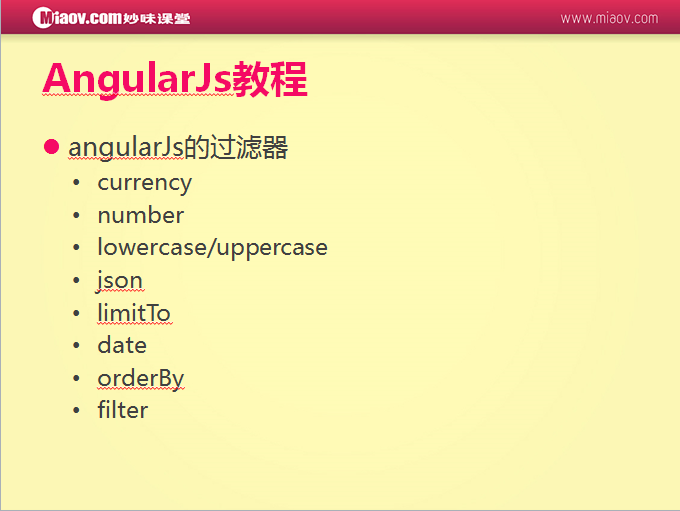 Miaov.com妙味课堂
www.miaov.com
AngularJs教程
angularJs的过滤器
currency
number
lowercase/uppercase
json
limitTo
date
orderBy
filter